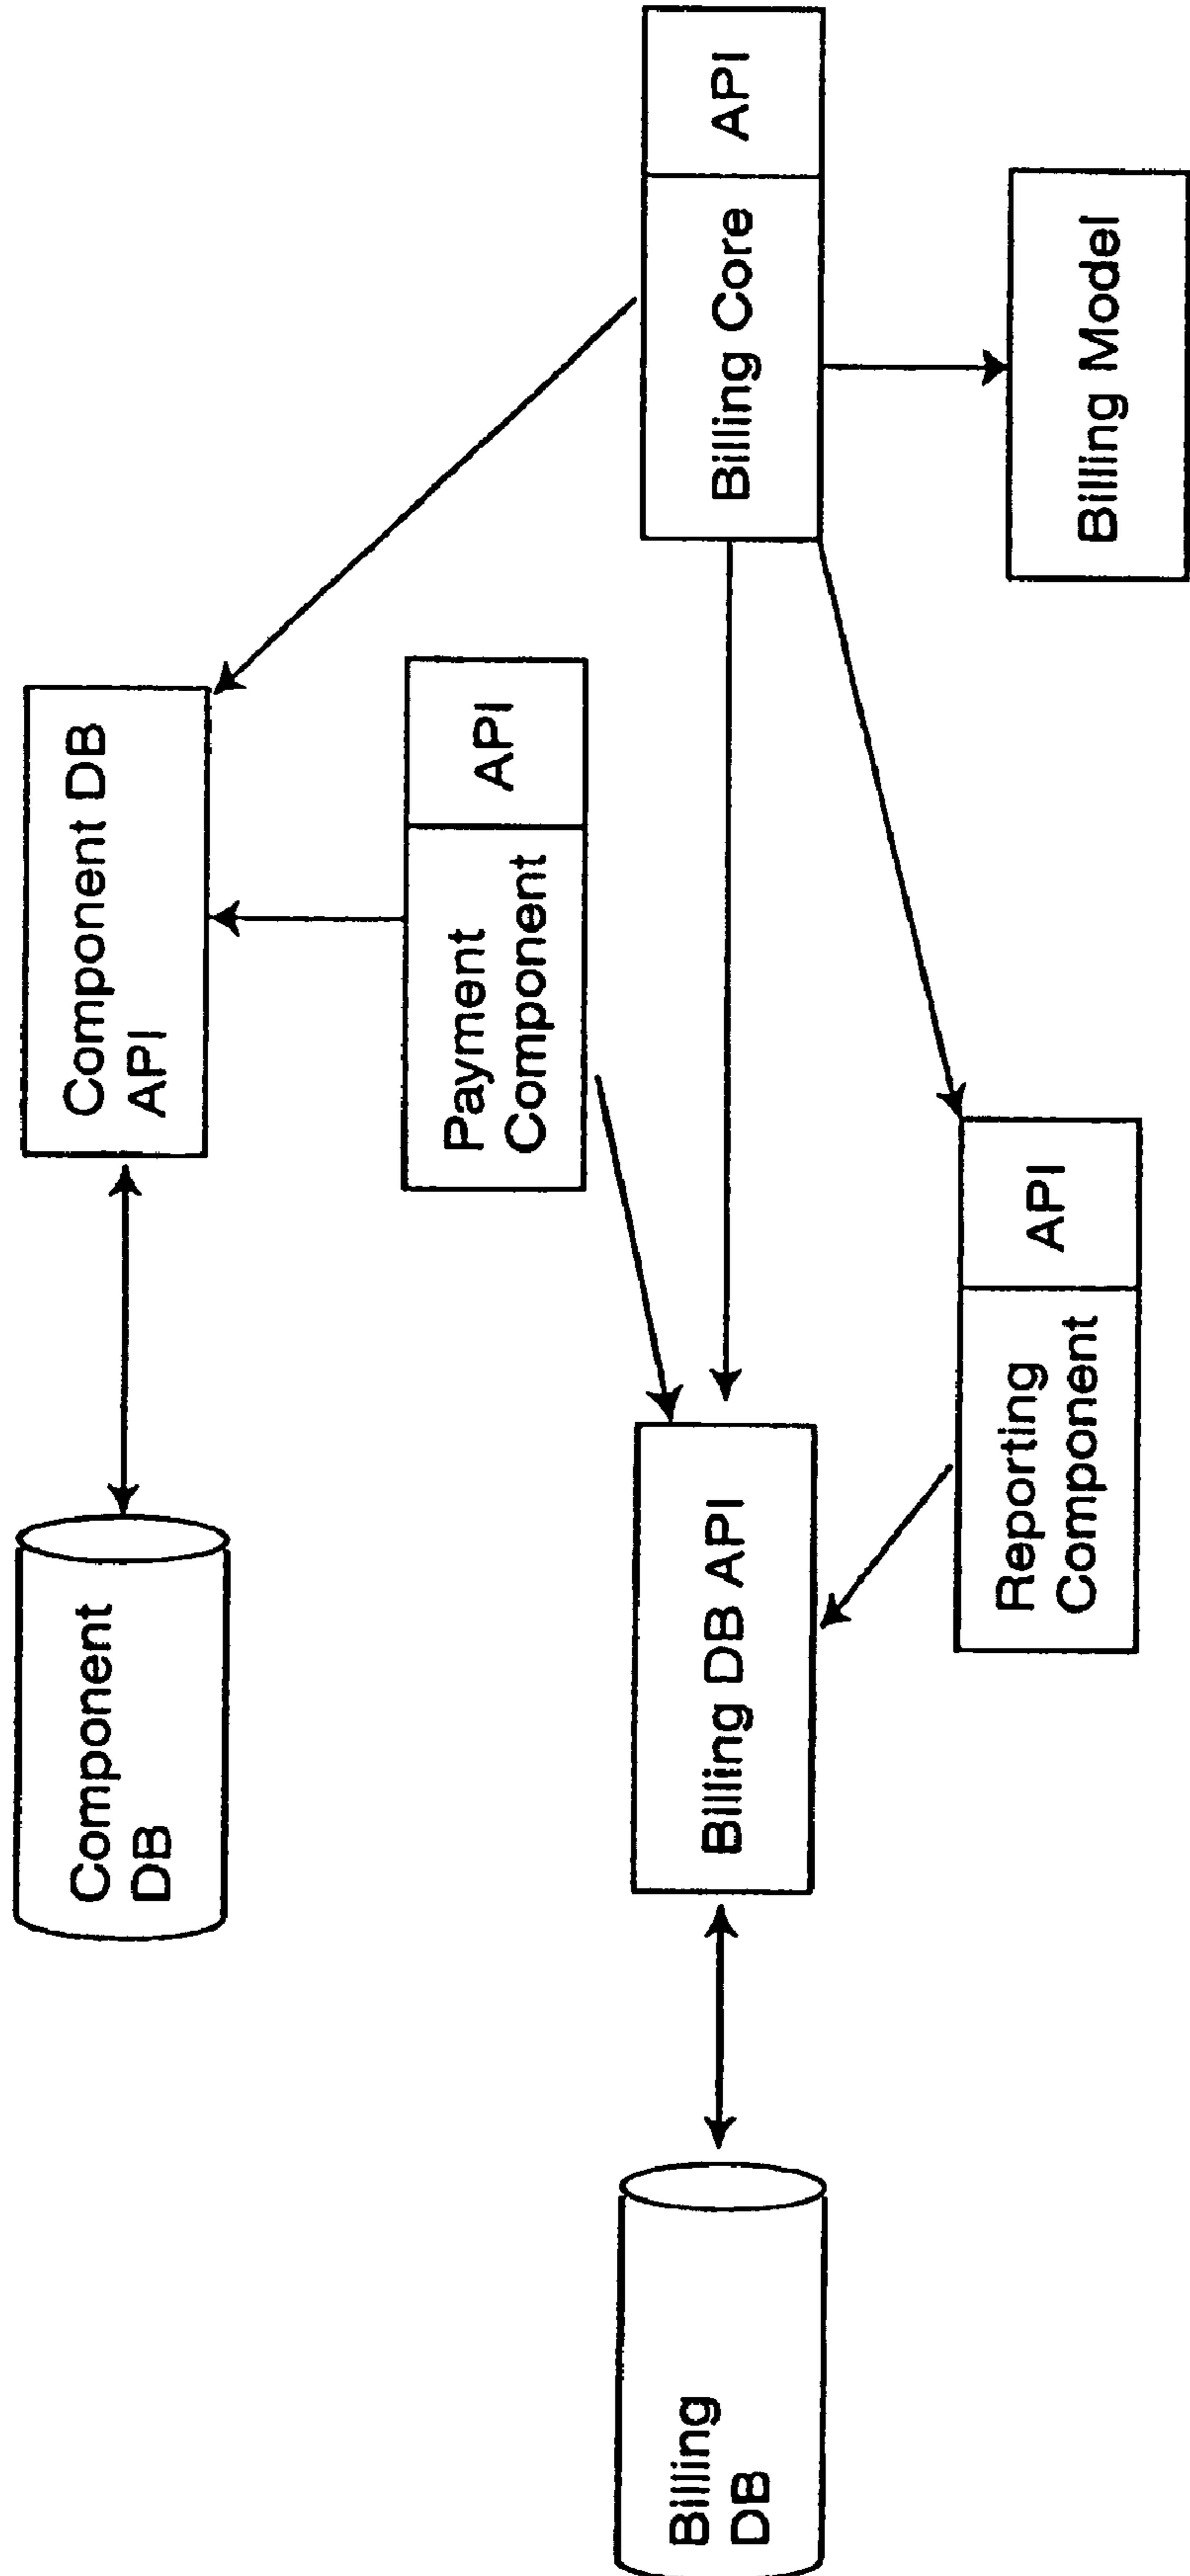 Component
DB
Component DB
API
Payment
Component
API
Billing
DB
Billing DB API
Billing Core
API
Reporting
Component
API
Billing Model